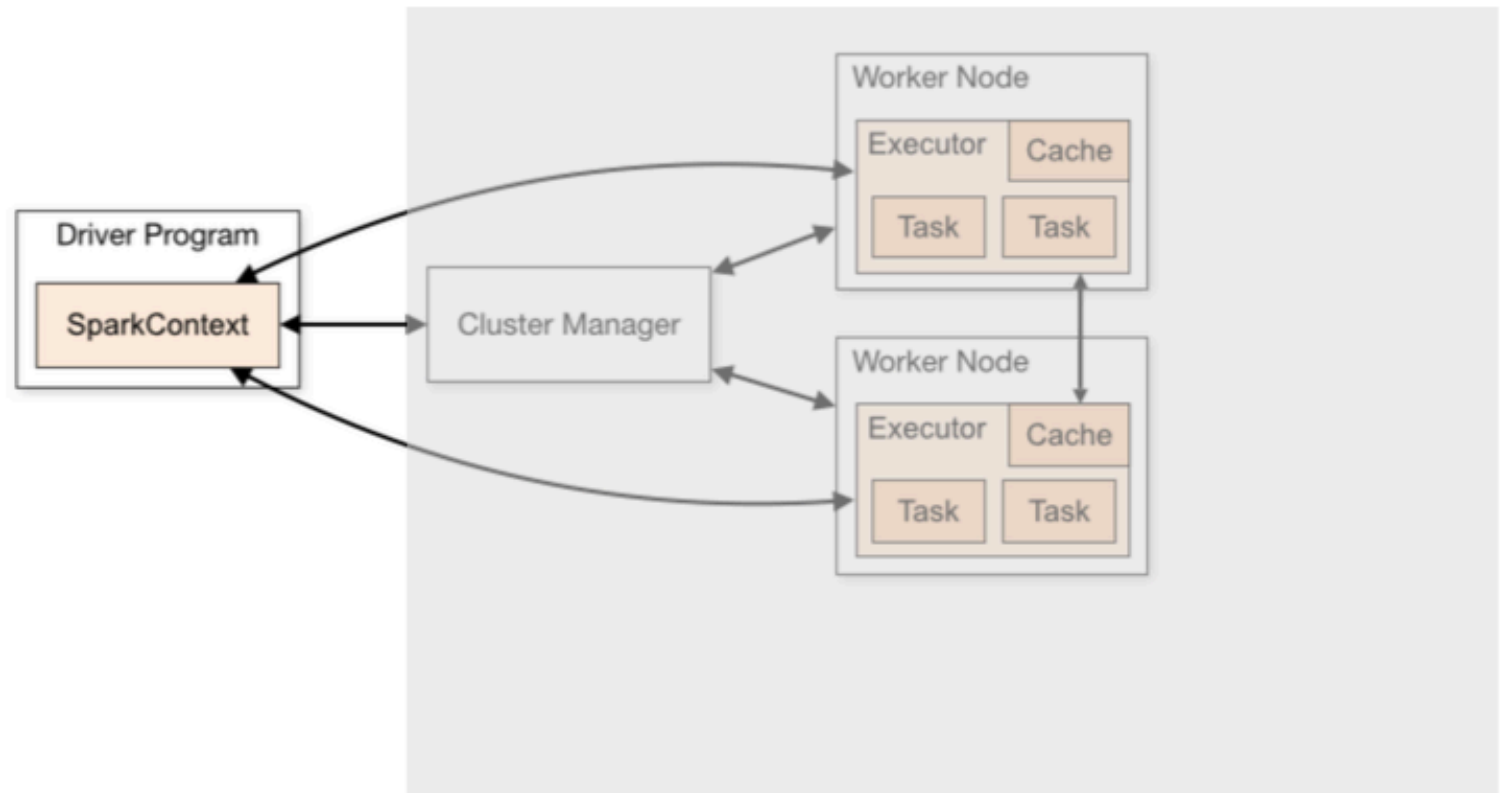 Driver Program
SparkContext
Cluster Manager
Worker Node
Executor
Cache
Task
Task
Worker Node
Executor
Cache
Task
Task